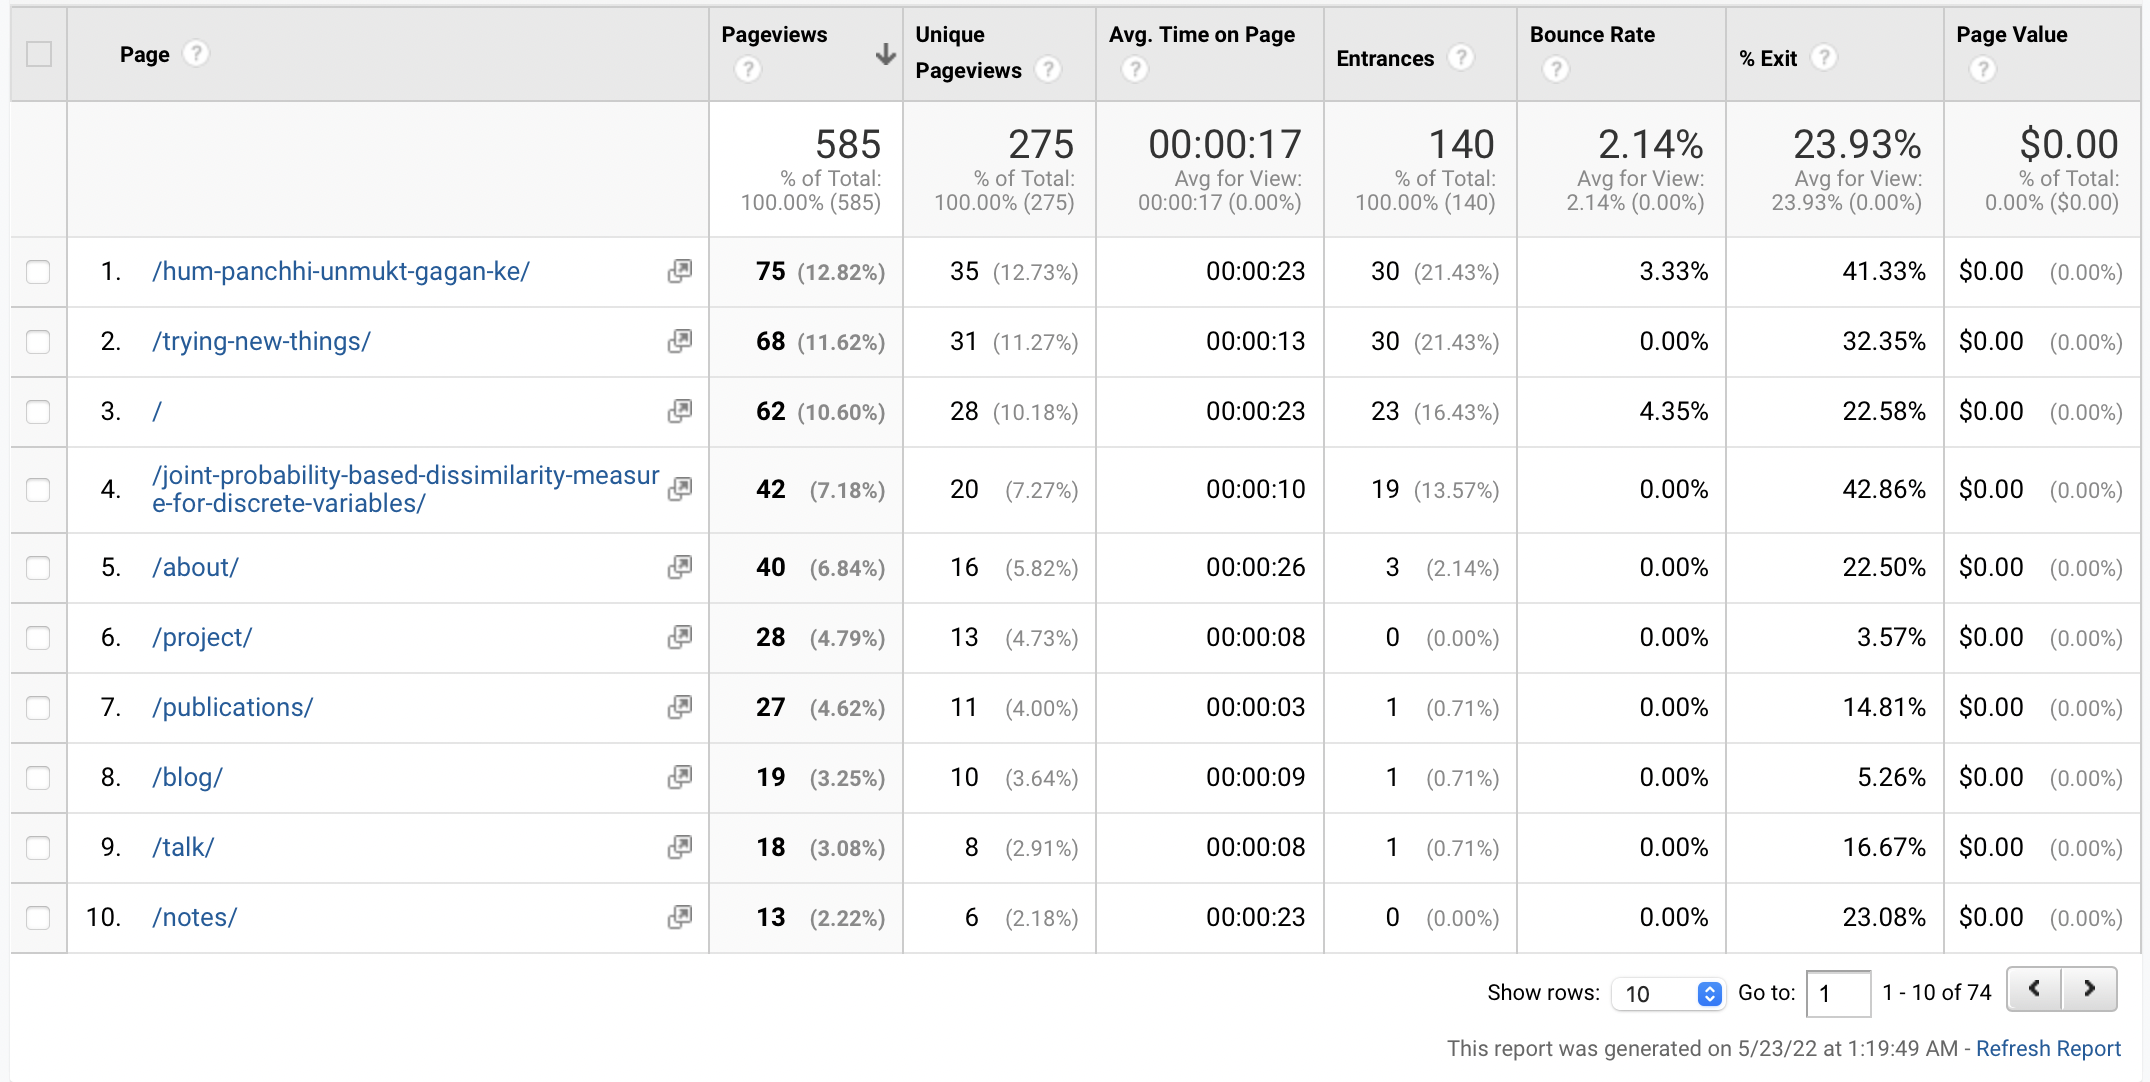 Page ? Pageviews ? Unique Pageviews ? Avg. Time on Page ? Entrances ? Bounce Rate ? % Exit ? Page Value ?
585 275 00:00:17 140 2.14% 23.93% $0.00
% of Total: % of Total: Avg for View: % of Total: Avg for View: Avg for View: % of Total:
100.00% (585) 100.00% (275) 00:00:17 (0.00%) 100.00% (140) 2.14% (0.00%) 23.93% (0.00%) 0.00% ($0.00)
1. /hum-panchhi-unmukt-gagan-ke/ 75 (12.82%) 35 (12.73%) 00:00:23 30 (21.43%) 3.33% 41.33% $0.00 (0.00%)
2. /trying-new-things/ 68 (11.62%) 31 (11.27%) 00:00:13 30 (21.43%) 0.00% 32.35% $0.00 (0.00%)
3. / 62 (10.60%) 28 (10.18%) 00:00:23 23 (16.43%) 4.35% 22.58% $0.00 (0.00%)
4. /joint-probability-based-dissimilarity-measur
e-for-discrete-variables/ 42 (7.18%) 20 (7.27%) 00:00:10 19 (13.57%) 0.00% 42.86% $0.00 (0.00%)
5. /about/ 40 (6.84%) 16 (5.82%) 00:00:26 3 (2.14%) 0.00% 22.50% $0.00 (0.00%)
6. /project/ 28 (4.79%) 13 (4.73%) 00:00:08 0 (0.00%) 0.00% 3.57% $0.00 (0.00%)
7. /publications/ 27 (4.62%) 11 (4.00%) 00:00:03 1 (0.71%) 0.00% 14.81% $0.00 (0.00%)
8. /blog/ 19 (3.25%) 10 (3.64%) 00:00:09 1 (0.71%) 0.00% 5.26% $0.00 (0.00%)
9. /talk/ 18 (3.08%) 8 (2.91%) 00:00:08 1 (0.71%) 0.00% 16.67% $0.00 (0.00%)
10. /notes/ 13 (2.22%) 6 (2.18%) 00:00:23 0 (0.00%) 0.00% 23.08% $0.00 (0.00%)
Show rows: 10 Go to: 1 1 - 10 of 74
This report was generated on 5/23/22 at 1:19:49 AM - Refresh Report